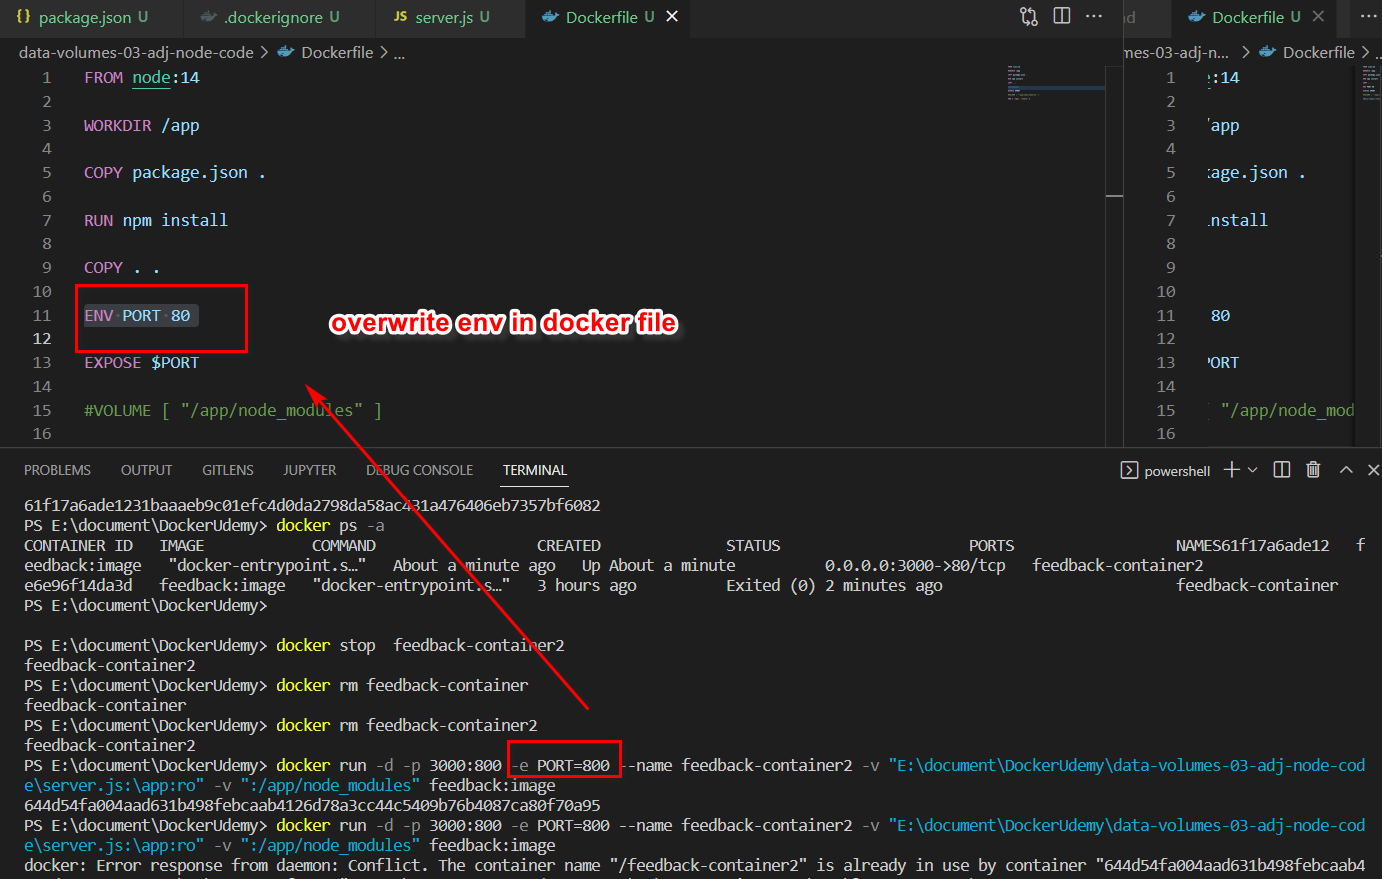 package.json U .dockerignore U JS server.js U Dockerfile U Dockerfile U
data-volumes-03-adj-node-code > Dockerfile > ...
mes-03-adj-n... > Dockerfile >
1 FROM node:14
2
3 WORKDIR /app
4
5 COPY package.json .
6
7 RUN npm install
8
9 COPY . .
10
11 ENV PORT 80
12
13 EXPOSE $PORT
14
15 #VOLUME [ "/app/node_modules" ]
16
overwrite env in docker file
1 :14
2
3 /app
4
5 kage.json .
6
7 install
8
9
10
11 80
12
13 PORT
14
15 "/app/node_mod
16
PROBLEMS OUTPUT GITLENS JUPYTER DEBUG CONSOLE TERMINAL powershell
61f17a6ade1231baaaeb9c01efc4d0da2798da58ac431a476406eb7357bf6082
PS E:\document\DockerUdemy> docker ps -a
CONTAINER ID IMAGE COMMAND CREATED STATUS PORTS NAMES61f17a6ade12 f
eedback:image "docker-entrypoint.s…" About a minute ago Up About a minute 0.0.0.0:3000->80/tcp feedback-container2
e6e96f14da3d feedback:image "docker-entrypoint.s…" 3 hours ago Exited (0) 2 minutes ago feedback-container
PS E:\document\DockerUdemy>
PS E:\document\DockerUdemy> docker stop feedback-container2
feedback-container2
PS E:\document\DockerUdemy> docker rm feedback-container
feedback-container
PS E:\document\DockerUdemy> docker rm feedback-container2
feedback-container2
PS E:\document\DockerUdemy> docker run -d -p 3000:800 -e PORT=800 --name feedback-container2 -v "E:\document\DockerUdemy\data-volumes-03-adj-node-cod
e\server.js:\app:ro" -v ":/app/node_modules" feedback:image
644d54fa004aad631b498febcaab4126d78a3cc44c5409b76b4087ca80f70a95
PS E:\document\DockerUdemy> docker run -d -p 3000:800 -e PORT=800 --name feedback-container2 -v "E:\document\DockerUdemy\data-volumes-03-adj-node-cod
e\server.js:\app:ro" -v ":/app/node_modules" feedback:image
docker: Error response from daemon: Conflict. The container name "/feedback-container2" is already in use by container "644d54fa004aad631b498febcaab4